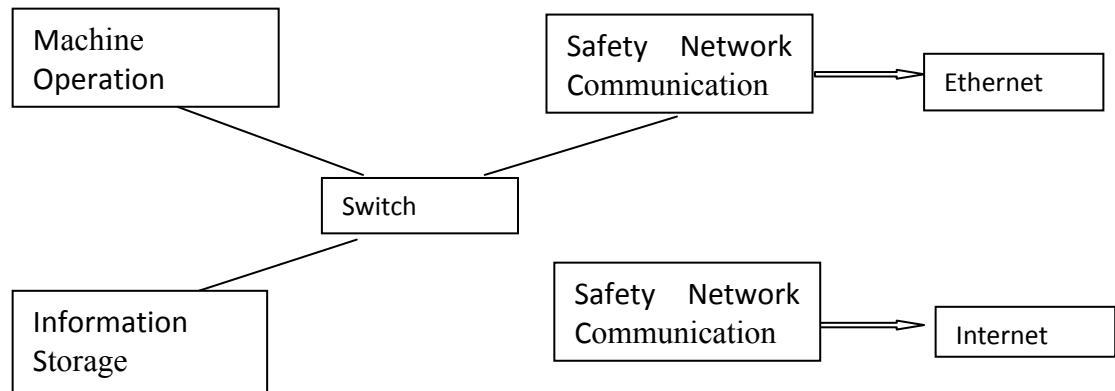 Machine
Operation
Safety Network
Communication
Ethernet
Switch
Information
Storage
Safety Network
Communication
Internet